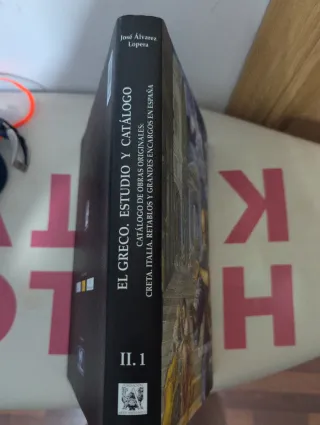 José Álvarez
Lopera
EL GRECO. ESTUDIO Y CATÁLOGO
CATÁLOGO DE OBRAS ORIGINALES:
CRETA. ITALIA. RETABLOS Y GRANDES ENCARGOS EN ESPAÑA
II. 1
K
H